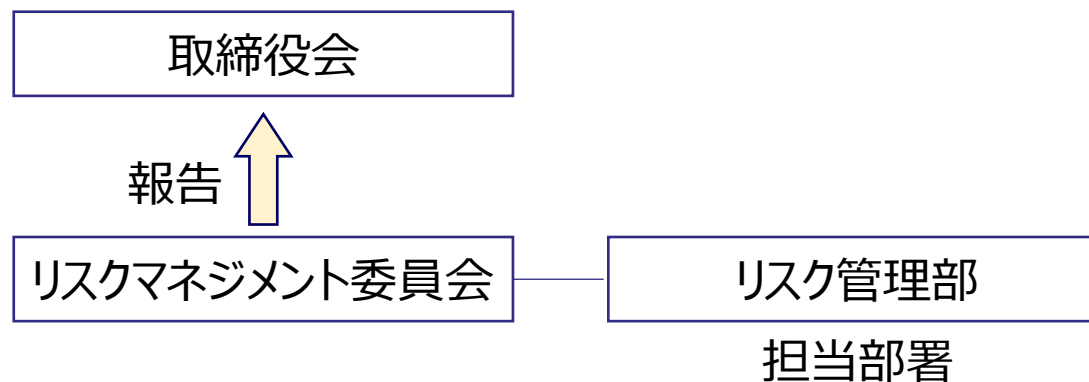 取締役会
報告
リスクマネジメント委員会
リスク管理部
担当部署